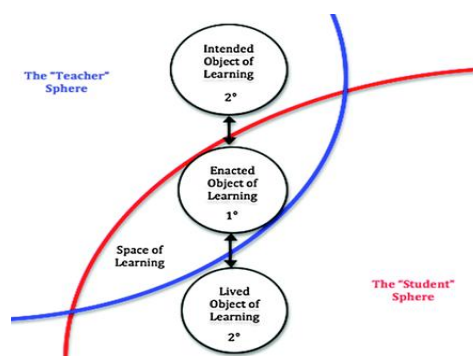 Intended
Object of
Learning
2°
The "Teacher"
Sphere
Enacted
Object of
Learning
1°
Space of
Learning
Lived
Object of
Learning
2°
The "Student"
Sphere